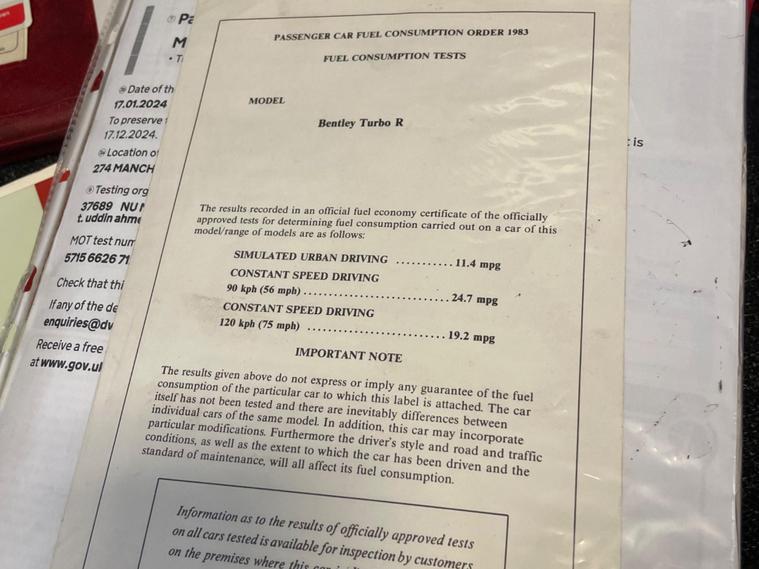 Pa
M
• T
Date of th
17.01.2024
To preserve
17.12.2024.
Location o
274 MANCH
Testing org
37689 NU
t. uddin ahme
MOT test num
5715 6626 71
Check that thi
If any of the de
enquiries@dv
Receive a free
at www.gov.u
PASSENGER CAR FUEL CONSUMPTION ORDER 1983
FUEL CONSUMPTION TESTS
MODEL
Bentley Turbo R
The results recorded in an official fuel economy certificate of the officially
approved tests for determining fuel consumption carried out on a car of this
model/range of models are as follows:
SIMULATED URBAN DRIVING .......... 11.4 mpg
CONSTANT SPEED DRIVING
90 kph (56 mph) .......................... 24.7 mpg
CONSTANT SPEED DRIVING
120 kph (75 mph) ........................ 19.2 mpg
IMPORTANT NOTE
The results given above do not express or imply any guarantee of the fuel
consumption of the particular car to which this label is attached. The car
itself has not been tested and there are inevitably differences between
individual cars of the same model. In addition, this car may incorporate
particular modifications. Furthermore the driver's style and road and traffic
conditions, as well as the extent to which the car has been driven and the
standard of maintenance, will all affect its fuel consumption.
Information as to the results of officially approved tests
on all cars tested is available for inspection by customers
on the premises where this car
is